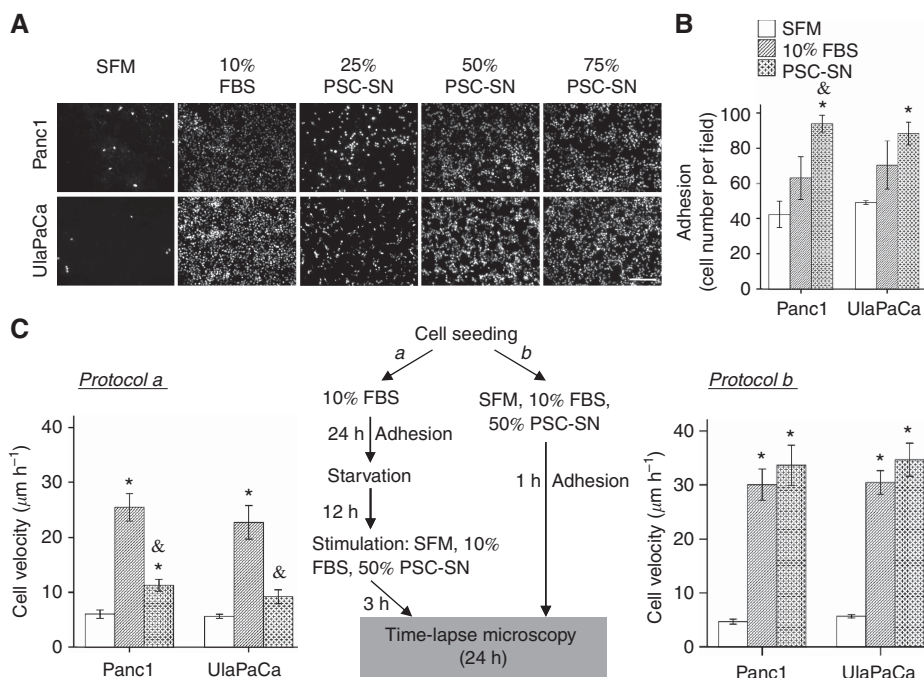 A
SFM
10%
FBS
25%
PSC-SN
50%
PSC-SN
75%
PSC-SN
Panc1
UlaPaCa
B
SFM
10% FBS
PSC-SN
Adhesion
(cell number per field)
100
80
60
40
20
0
&
*
*
Panc1
UlaPaCa
C
Protocol a
Cell velocity (μm h−1)
40
30
20
10
0
*
&
*
*
&
Panc1
UlaPaCa
Cell seeding
a
b
10% FBS
24 h Adhesion
Starvation
12 h
Stimulation: SFM, 10%
FBS, 50% PSC-SN
3 h
SFM, 10% FBS,
50% PSC-SN
1 h Adhesion
Time-lapse microscopy
(24 h)
Protocol b
Cell velocity (μm h−1)
40
30
20
10
0
*
*
*
*
Panc1
UlaPaCa